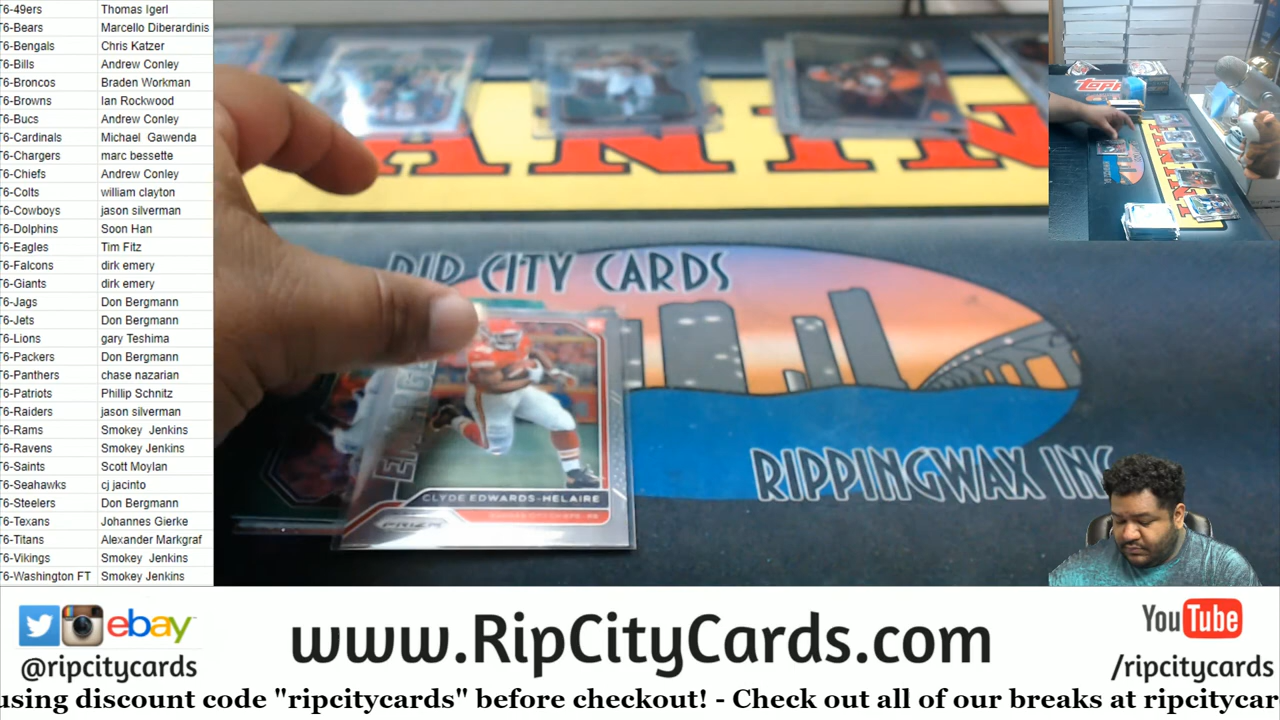 T6-49ers Thomas Igerl
T6-Bears Marcello Diberardinis
T6-Bengals Chris Katzer
T6-Bills Andrew Conley
T6-Broncos Braden Workman
T6-Browns Ian Rockwood
T6-Bucs Andrew Conley
T6-Cardinals Michael Gawenda
T6-Chargers marc bessette
T6-Chiefs Andrew Conley
T6-Colts william clayton
T6-Cowboys jason silverman
T6-Dolphins Soon Han
T6-Eagles Tim Fitz
T6-Falcons dirk emery
T6-Giants dirk emery
T6-Jags Don Bergmann
T6-Jets Don Bergmann
T6-Lions gary Teshima
T6-Packers Don Bergmann
T6-Panthers chase nazarian
T6-Patriots Phillip Schnitz
T6-Raiders jason silverman
T6-Rams Smokey Jenkins
T6-Ravens Smokey Jenkins
T6-Saints Scott Moylan
T6-Seahawks cj jacinto
T6-Steelers Don Bergmann
T6-Texans Johannes Gierke
T6-Titans Alexander Markgraf
T6-Vikings Smokey Jenkins
T6-Washington FT Smokey Jenkins
ANINI
RIP CITY CARDS
RIPPINGWAX INC
CLYDE EDWARDS-HELAIRE
PRIZM
Topps
PANINI
ebay
@ripcitycards
www.RipCityCards.com
YouTube
/ripcitycards
using discount code "ripcitycards" before checkout! - Check out all of our breaks at ripcitycar